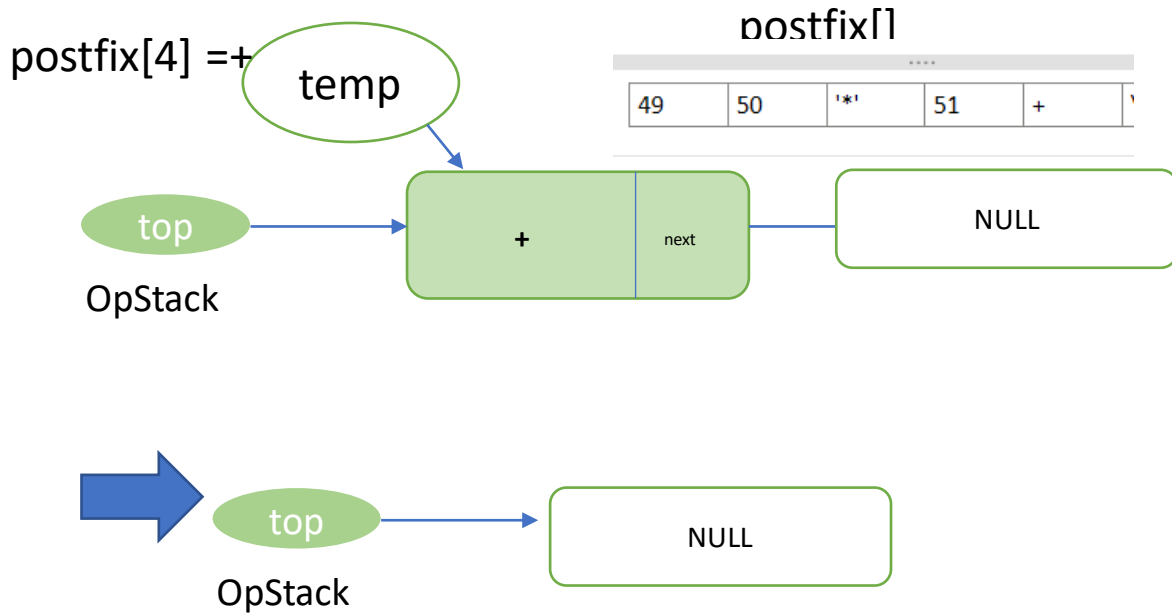 postfix[4] =+
temp
postfix[]
49 50 '*' 51 +
top
+
next
NULL
OpStack
top
NULL
OpStack